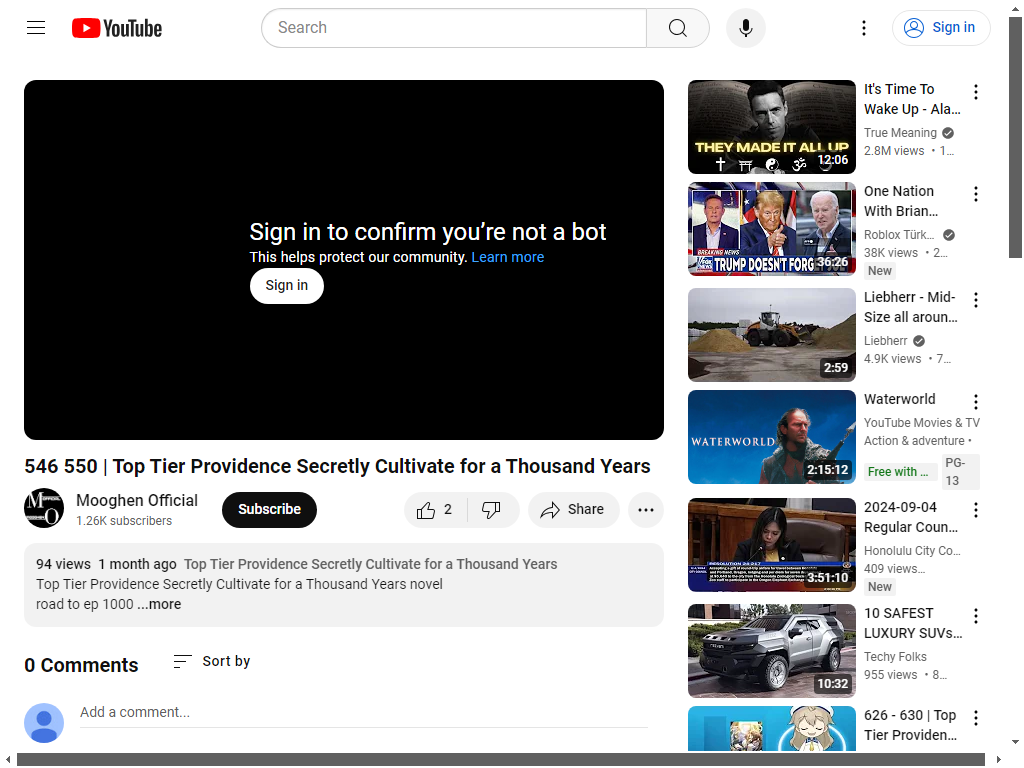 YouTube
Search
Sign in
Sign in to confirm you're not a bot
This helps protect our community. Learn more
Sign in
546 550 | Top Tier Providence Secretly Cultivate for a Thousand Years
Mooghen Official
1.26K subscribers
Subscribe
2
Share
94 views 1 month ago Top Tier Providence Secretly Cultivate for a Thousand Years
Top Tier Providence Secretly Cultivate for a Thousand Years novel
road to ep 1000 ...more
0 Comments
Sort by
Add a comment...
THEY MADE IT ALL UP
12:06
It's Time To
Wake Up - Ala...
True Meaning
2.8M views • 1...
BREAKING NEWS
TRUMP DOESN'T FORG
36:26
One Nation
With Brian...
Roblox Türk...
38K views • 2...
New
2:59
Liebherr - Mid-
Size all aroun...
Liebherr
4.9K views • 7...
WATERWORLD
2:15:12
Waterworld
YouTube Movies & TV
Action & adventure •
Free with ...
PG-
13
3:51:10
2024-09-04
Regular Coun...
Honolulu City Co...
409 views...
New
10:32
10 SAFEST
LUXURY SUVs...
Techy Folks
955 views • 8...
626 - 630 | Top
Tier Providen...